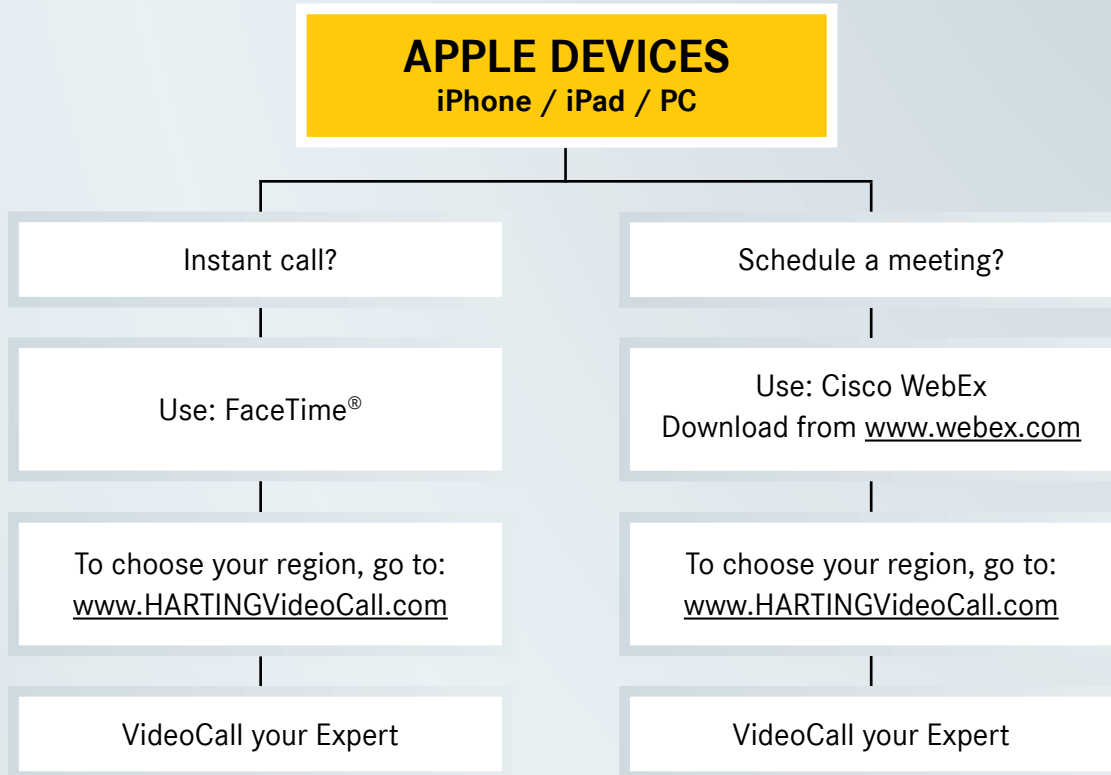 APPLE DEVICES
iPhone / iPad / PC
Instant call?
Use: FaceTime®
To choose your region, go to:
www.HARTINGVideoCall.com
VideoCall your Expert
Schedule a meeting?
Use: Cisco WebEx
Download from www.webex.com
To choose your region, go to:
www.HARTINGVideoCall.com
VideoCall your Expert